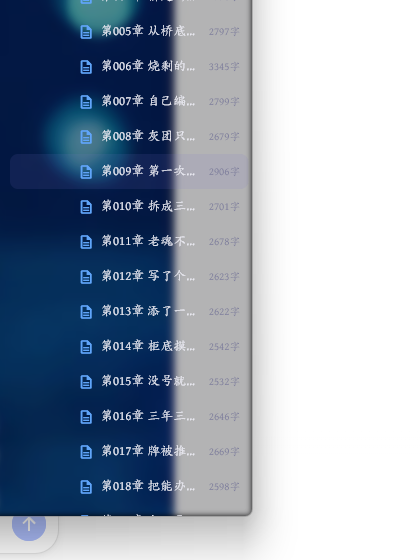 第005章 从桥底... 2797字
第006章 烧剩的... 3345字
第007章 自己编... 2799字
第008章 灰团只... 2679字
第009章 第一次... 2906字
第010章 拆成三... 2701字
第011章 老魂不... 2678字
第012章 写了个... 2623字
第013章 添了一... 2622字
第014章 柜底摸... 2542字
第015章 没号就... 2532字
第016章 三年三... 2646字
第017章 牌被推... 2669字
第018章 把能办... 2598字